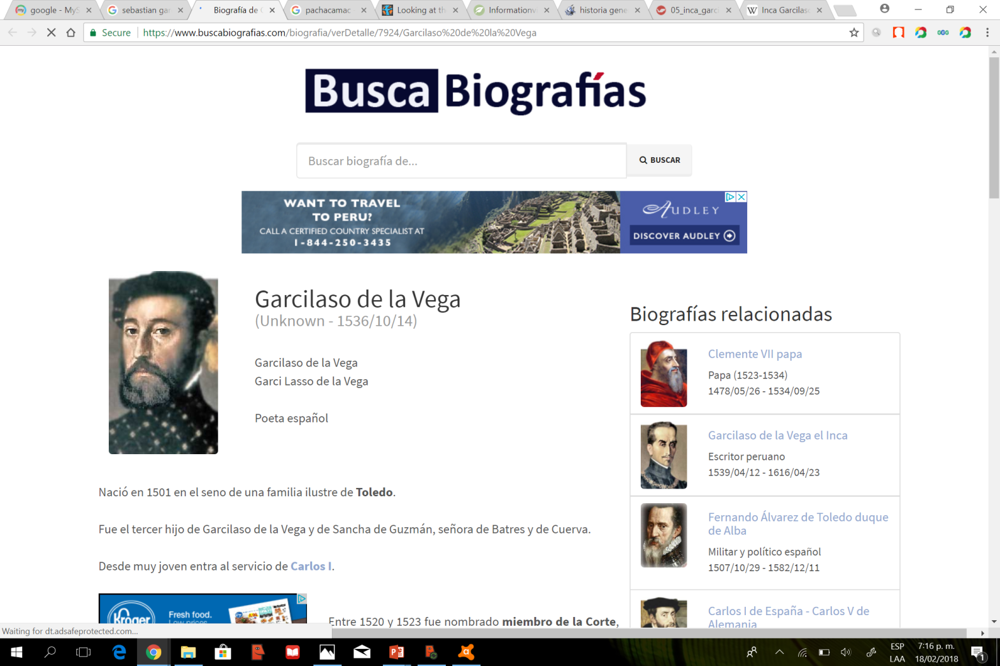 google - MyS
sebastian gar
Biografía de G
pachacamac -
Looking at th
Informationvi
historia gene
05_inca_garci
Inca Garcilaso
Secure
https://www.buscabiografias.com/biografia/verDetalle/7924/Garcilaso%20de%20la%20Vega
Busca Biografías
Buscar biografía de...
BUSCAR
WANT TO TRAVEL
TO PERU?
CALL A CERTIFIED COUNTRY SPECIALIST AT
1-844-250-3435
AUDLEY
DISCOVER AUDLEY
Garcilaso de la Vega
(Unknown - 1536/10/14)
Garcilaso de la Vega
Garci Lasso de la Vega
Poeta español
Nació en 1501 en el seno de una familia ilustre de Toledo.
Fue el tercer hijo de Garcilaso de la Vega y de Sancha de Guzmán, señora de Batres y de Cuerva.
Desde muy joven entra al servicio de Carlos I.
Kroger
Fresh food.
Low prices.
Entre 1520 y 1523 fue nombrado miembro de la Corte,
Biografías relacionadas
Clemente VII papa
Papa (1523-1534)
1478/05/26 - 1534/09/25
Garcilaso de la Vega el Inca
Escritor peruano
1539/04/12 - 1616/04/23
Fernando Álvarez de Toledo duque
de Alba
Militar y político español
1507/10/29 - 1582/12/11
Carlos I de España - Carlos V de
Alemania
Waiting for dt.adsafeprotected.com...
ESP
LAA
7:16 p. m.
18/02/2018
1